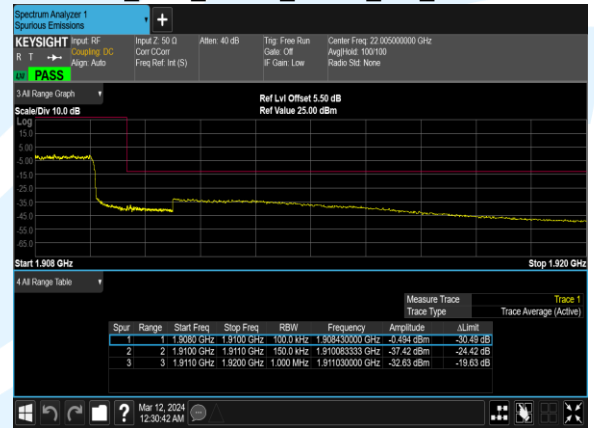 Spectrum Analyzer 1
Spurious Emissions
+
KEYSIGHT Input: RF
R T Coupling: DC
Align: Auto
Input Z: 50 Ω
Corr CCorr
Freq Ref: Int (S)
Atten: 40 dB
Trig: Free Run
Gate: Off
IF Gain: Low
Center Freq: 22.005000000 GHz
Avg|Hold: 100/100
Radio Std: None
PASS
3 All Range Graph
Scale/Div 10.0 dB
Ref Lvl Offset 5.50 dB
Ref Value 25.00 dBm
Log
15.0
5.00
-5.00
-15.0
-25.0
-35.0
-45.0
-55.0
-65.0
Start 1.908 GHz
Stop 1.920 GHz
4 All Range Table
Measure Trace Trace 1
Trace Type Trace Average (Active)
Spur Range Start Freq Stop Freq RBW Frequency Amplitude ΔLimit
1 1 1.9080 GHz 1.9100 GHz 100.0 kHz 1.908430000 GHz -0.494 dBm -30.49 dB
2 2 1.9100 GHz 1.9110 GHz 150.0 kHz 1.910083333 GHz -37.42 dBm -24.42 dB
3 3 1.9110 GHz 1.9200 GHz 1.000 MHz 1.911030000 GHz -32.63 dBm -19.63 dB
?
Mar 12, 2024
12:30:42 AM